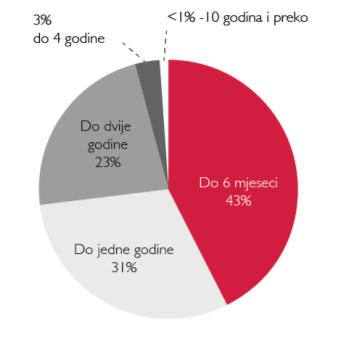 3%
do 4 godine
<1% -10 godina i preko
Do dvije
godine
23%
Do 6 mjeseci
43%
Do jedne godine
31%